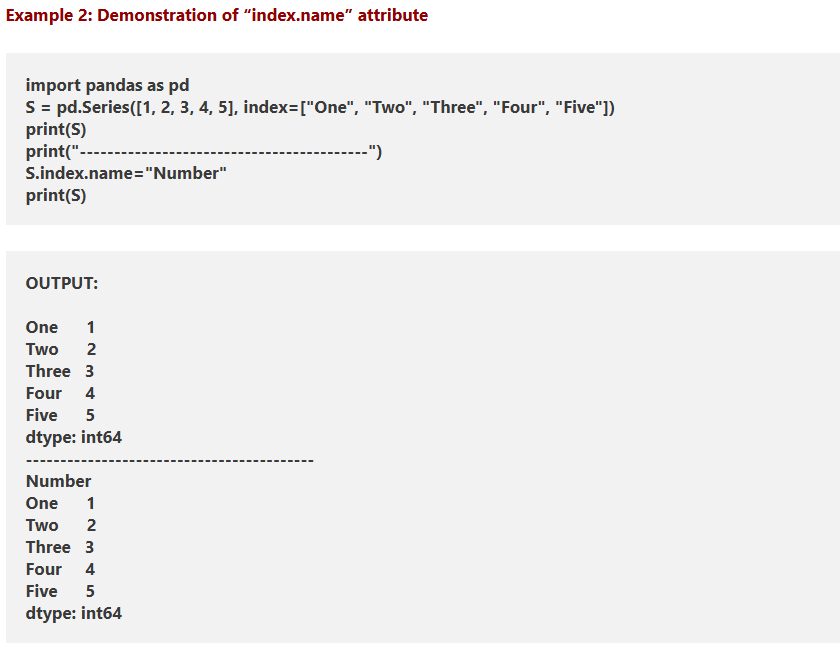 Example 2: Demonstration of “index.name” attribute
import pandas as pd
S = pd.Series([1, 2, 3, 4, 5], index=["One", "Two", "Three", "Four", "Five"])
print(S)
print("------------------------------------------")
S.index.name="Number"
print(S)
OUTPUT:
One 1
Two 2
Three 3
Four 4
Five 5
dtype: int64
------------------------------------------
Number
One 1
Two 2
Three 3
Four 4
Five 5
dtype: int64